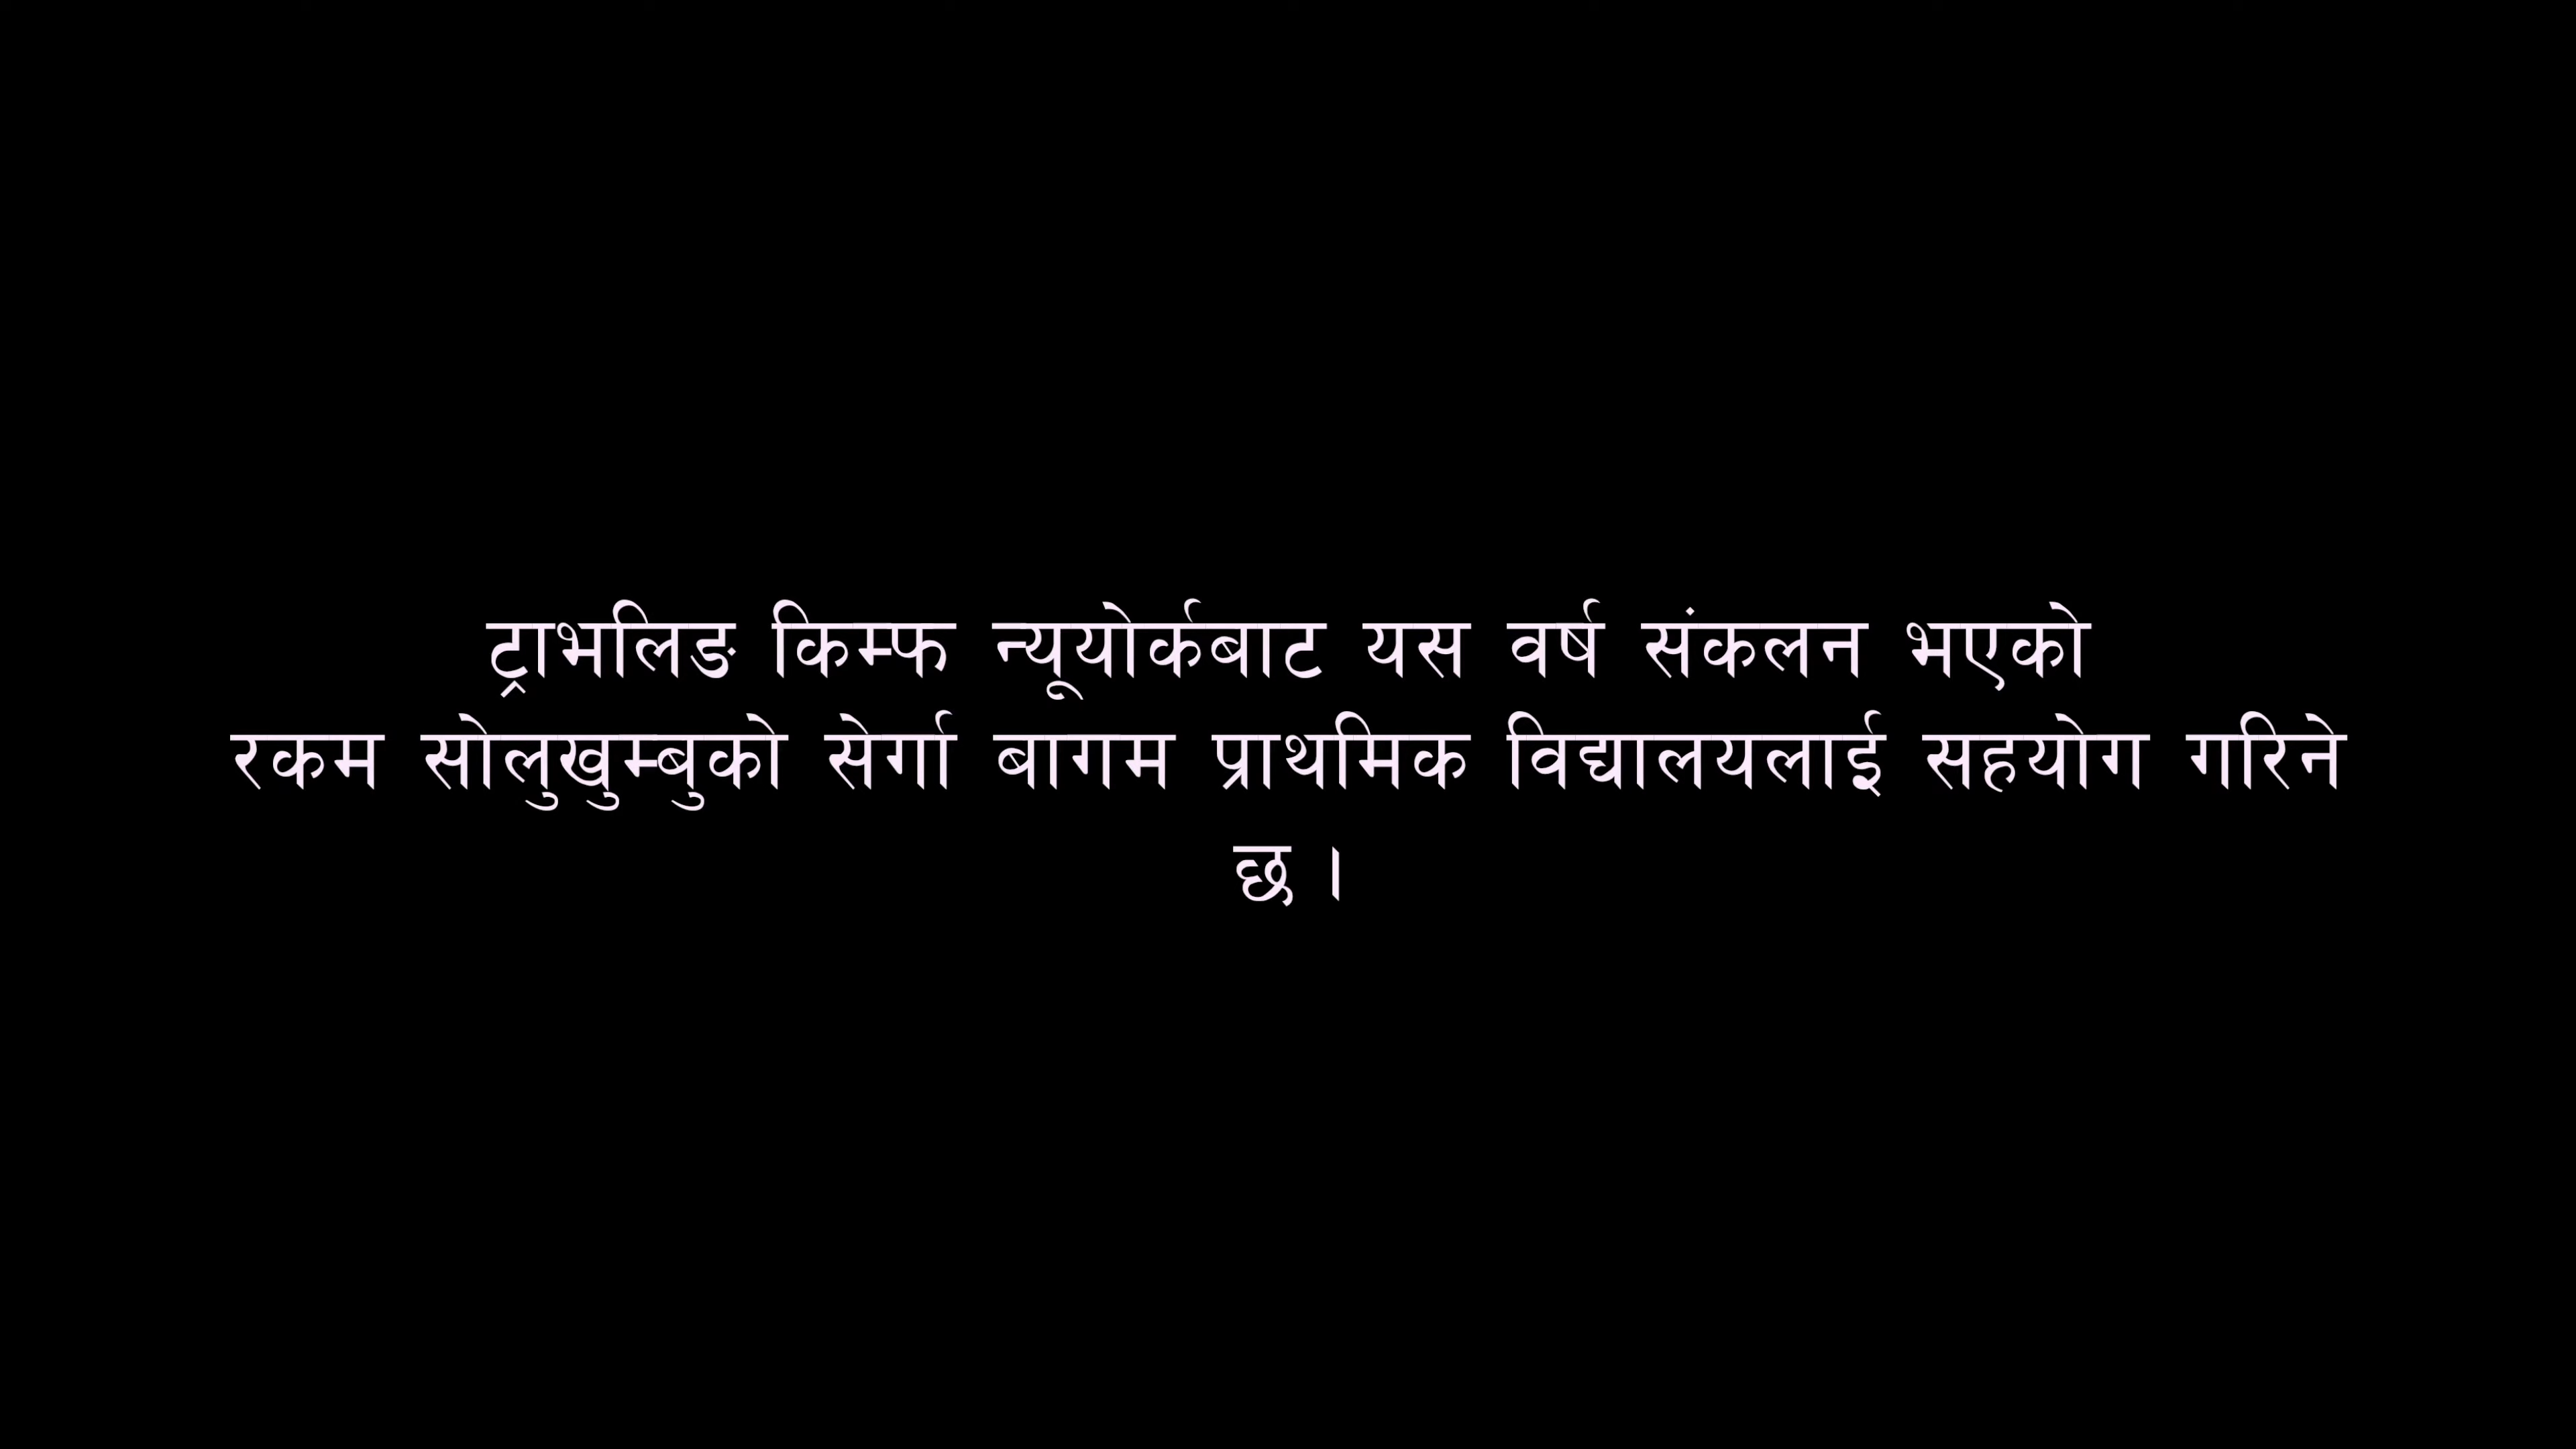 ट्राभलिङ किम्फ न्यूयोर्कबाट यस वर्ष संकलन भएको
रकम सोलुखुम्बुको सेर्गा बागम प्राथमिक विद्यालयलाई सहयोग गरिने
छ ।